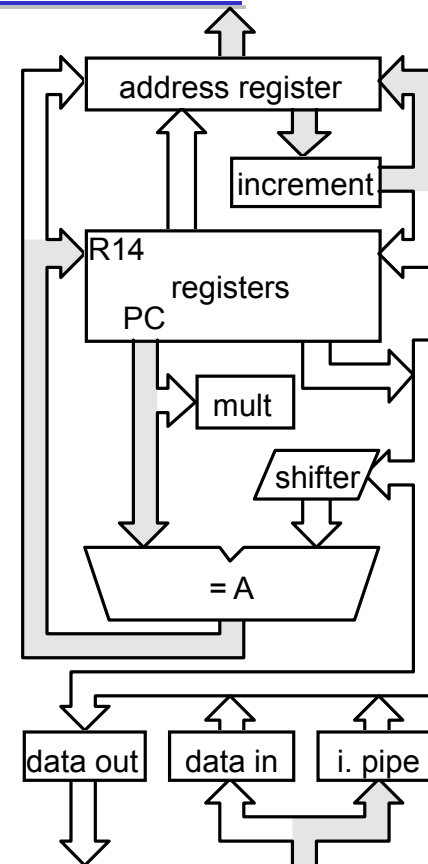 address register
increment
R14
registers
PC
mult
shifter
= A
data out
data in
i. pipe